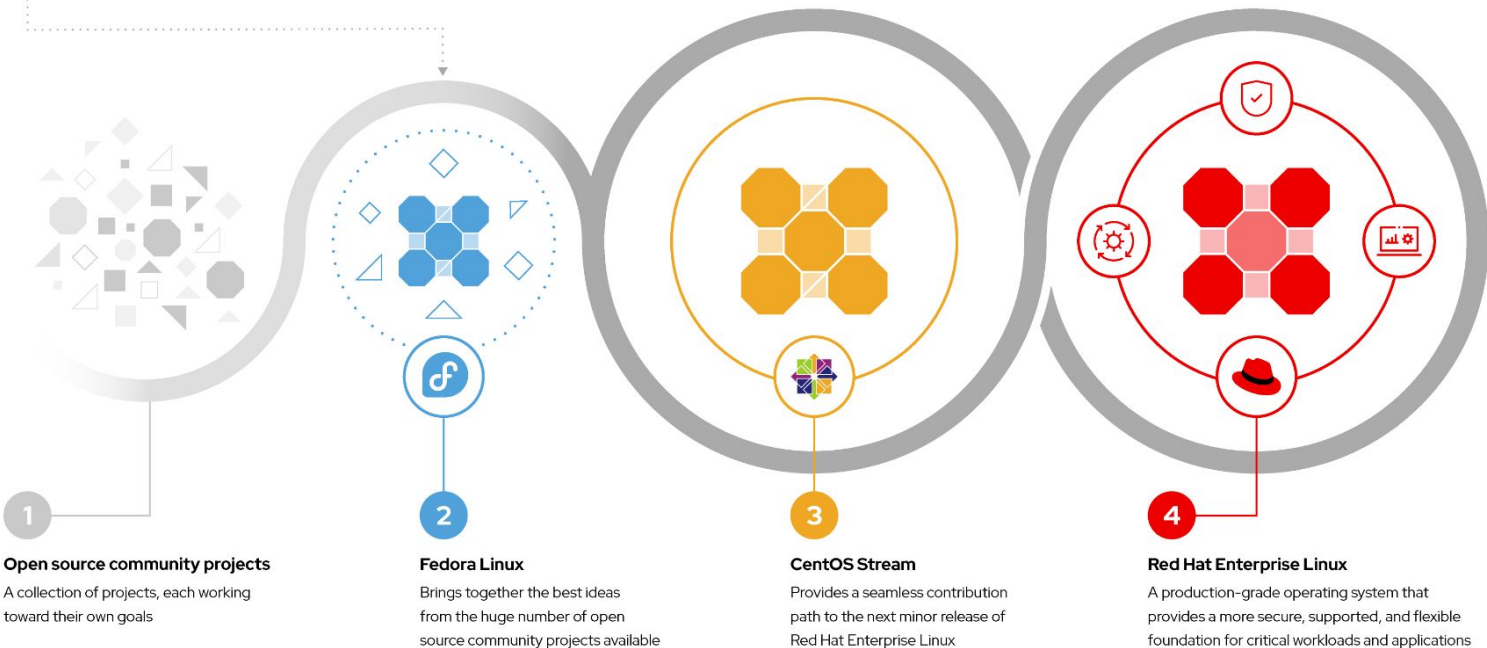 1
Open source community projects
A collection of projects, each working
toward their own goals
2
Fedora Linux
Brings together the best ideas
from the huge number of open
source community projects available
3
CentOS Stream
Provides a seamless contribution
path to the next minor release of
Red Hat Enterprise Linux
4
Red Hat Enterprise Linux
A production-grade operating system that
provides a more secure, supported, and flexible
foundation for critical workloads and applications